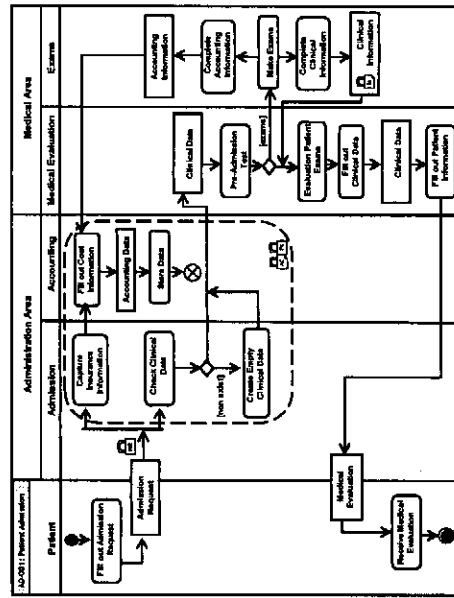 AD-001: Patient Admission
Patient
Administration Area
Admission
Accounting
Medical Area
Medical Evaluation
Exams
Fill out Admission
Request
Admission
Request
Capture
Insurance
Information
Check Clinical
Data
[non exist]
Create Empty
Clinical Data
Fill out Cost
Information
Accounting Data
Store Data
Clinical Data
Pre-Admission
Test
[exams]
Evaluation Patient
Exams
Fill out
Clinical Data
Clinical Data
Fill out Patient
Information
Accounting
Information
Complete
Accounting
Information
Make Exams
Complete
Clinical
Information
Clinical
Information
Medical
Evaluation
Receive Medical
Evaluation